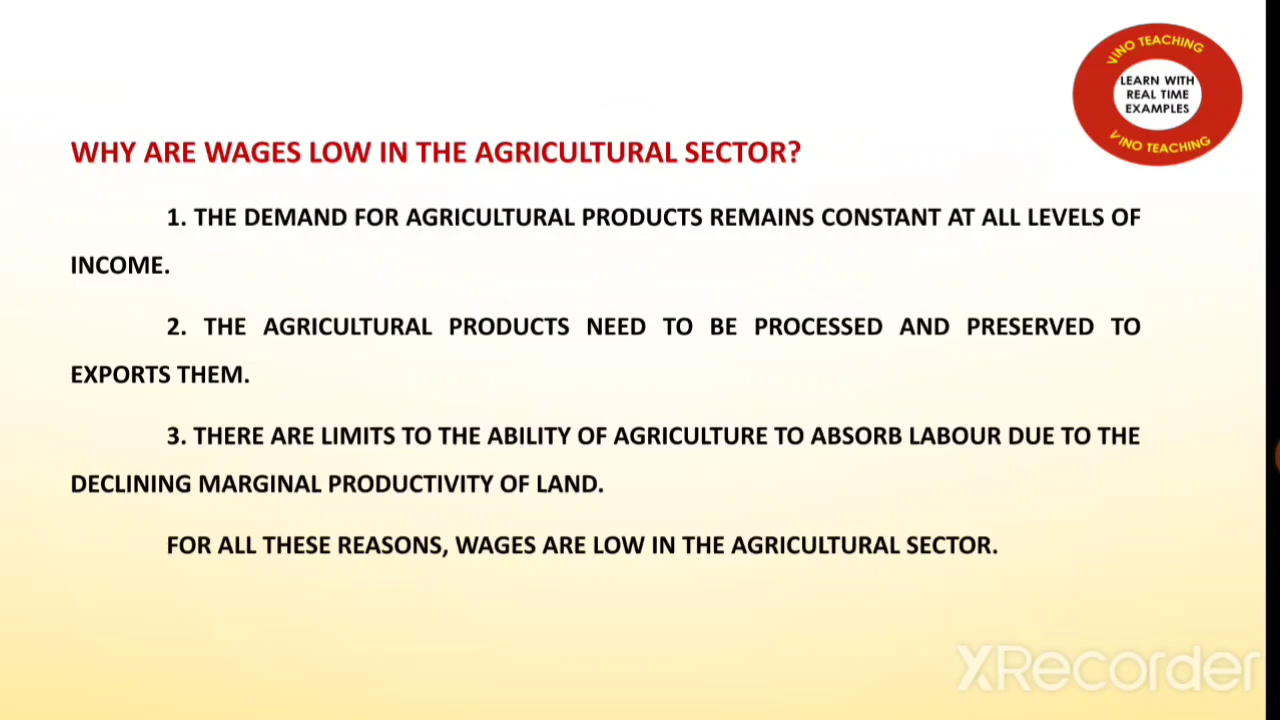 VINO TEACHING
LEARN WITH
REAL TIME
EXAMPLES
VINO TEACHING
WHY ARE WAGES LOW IN THE AGRICULTURAL SECTOR?
1. THE DEMAND FOR AGRICULTURAL PRODUCTS REMAINS CONSTANT AT ALL LEVELS OF
INCOME.
2. THE AGRICULTURAL PRODUCTS NEED TO BE PROCESSED AND PRESERVED TO
EXPORTS THEM.
3. THERE ARE LIMITS TO THE ABILITY OF AGRICULTURE TO ABSORB LABOUR DUE TO THE
DECLINING MARGINAL PRODUCTIVITY OF LAND.
FOR ALL THESE REASONS, WAGES ARE LOW IN THE AGRICULTURAL SECTOR.
XRecorder